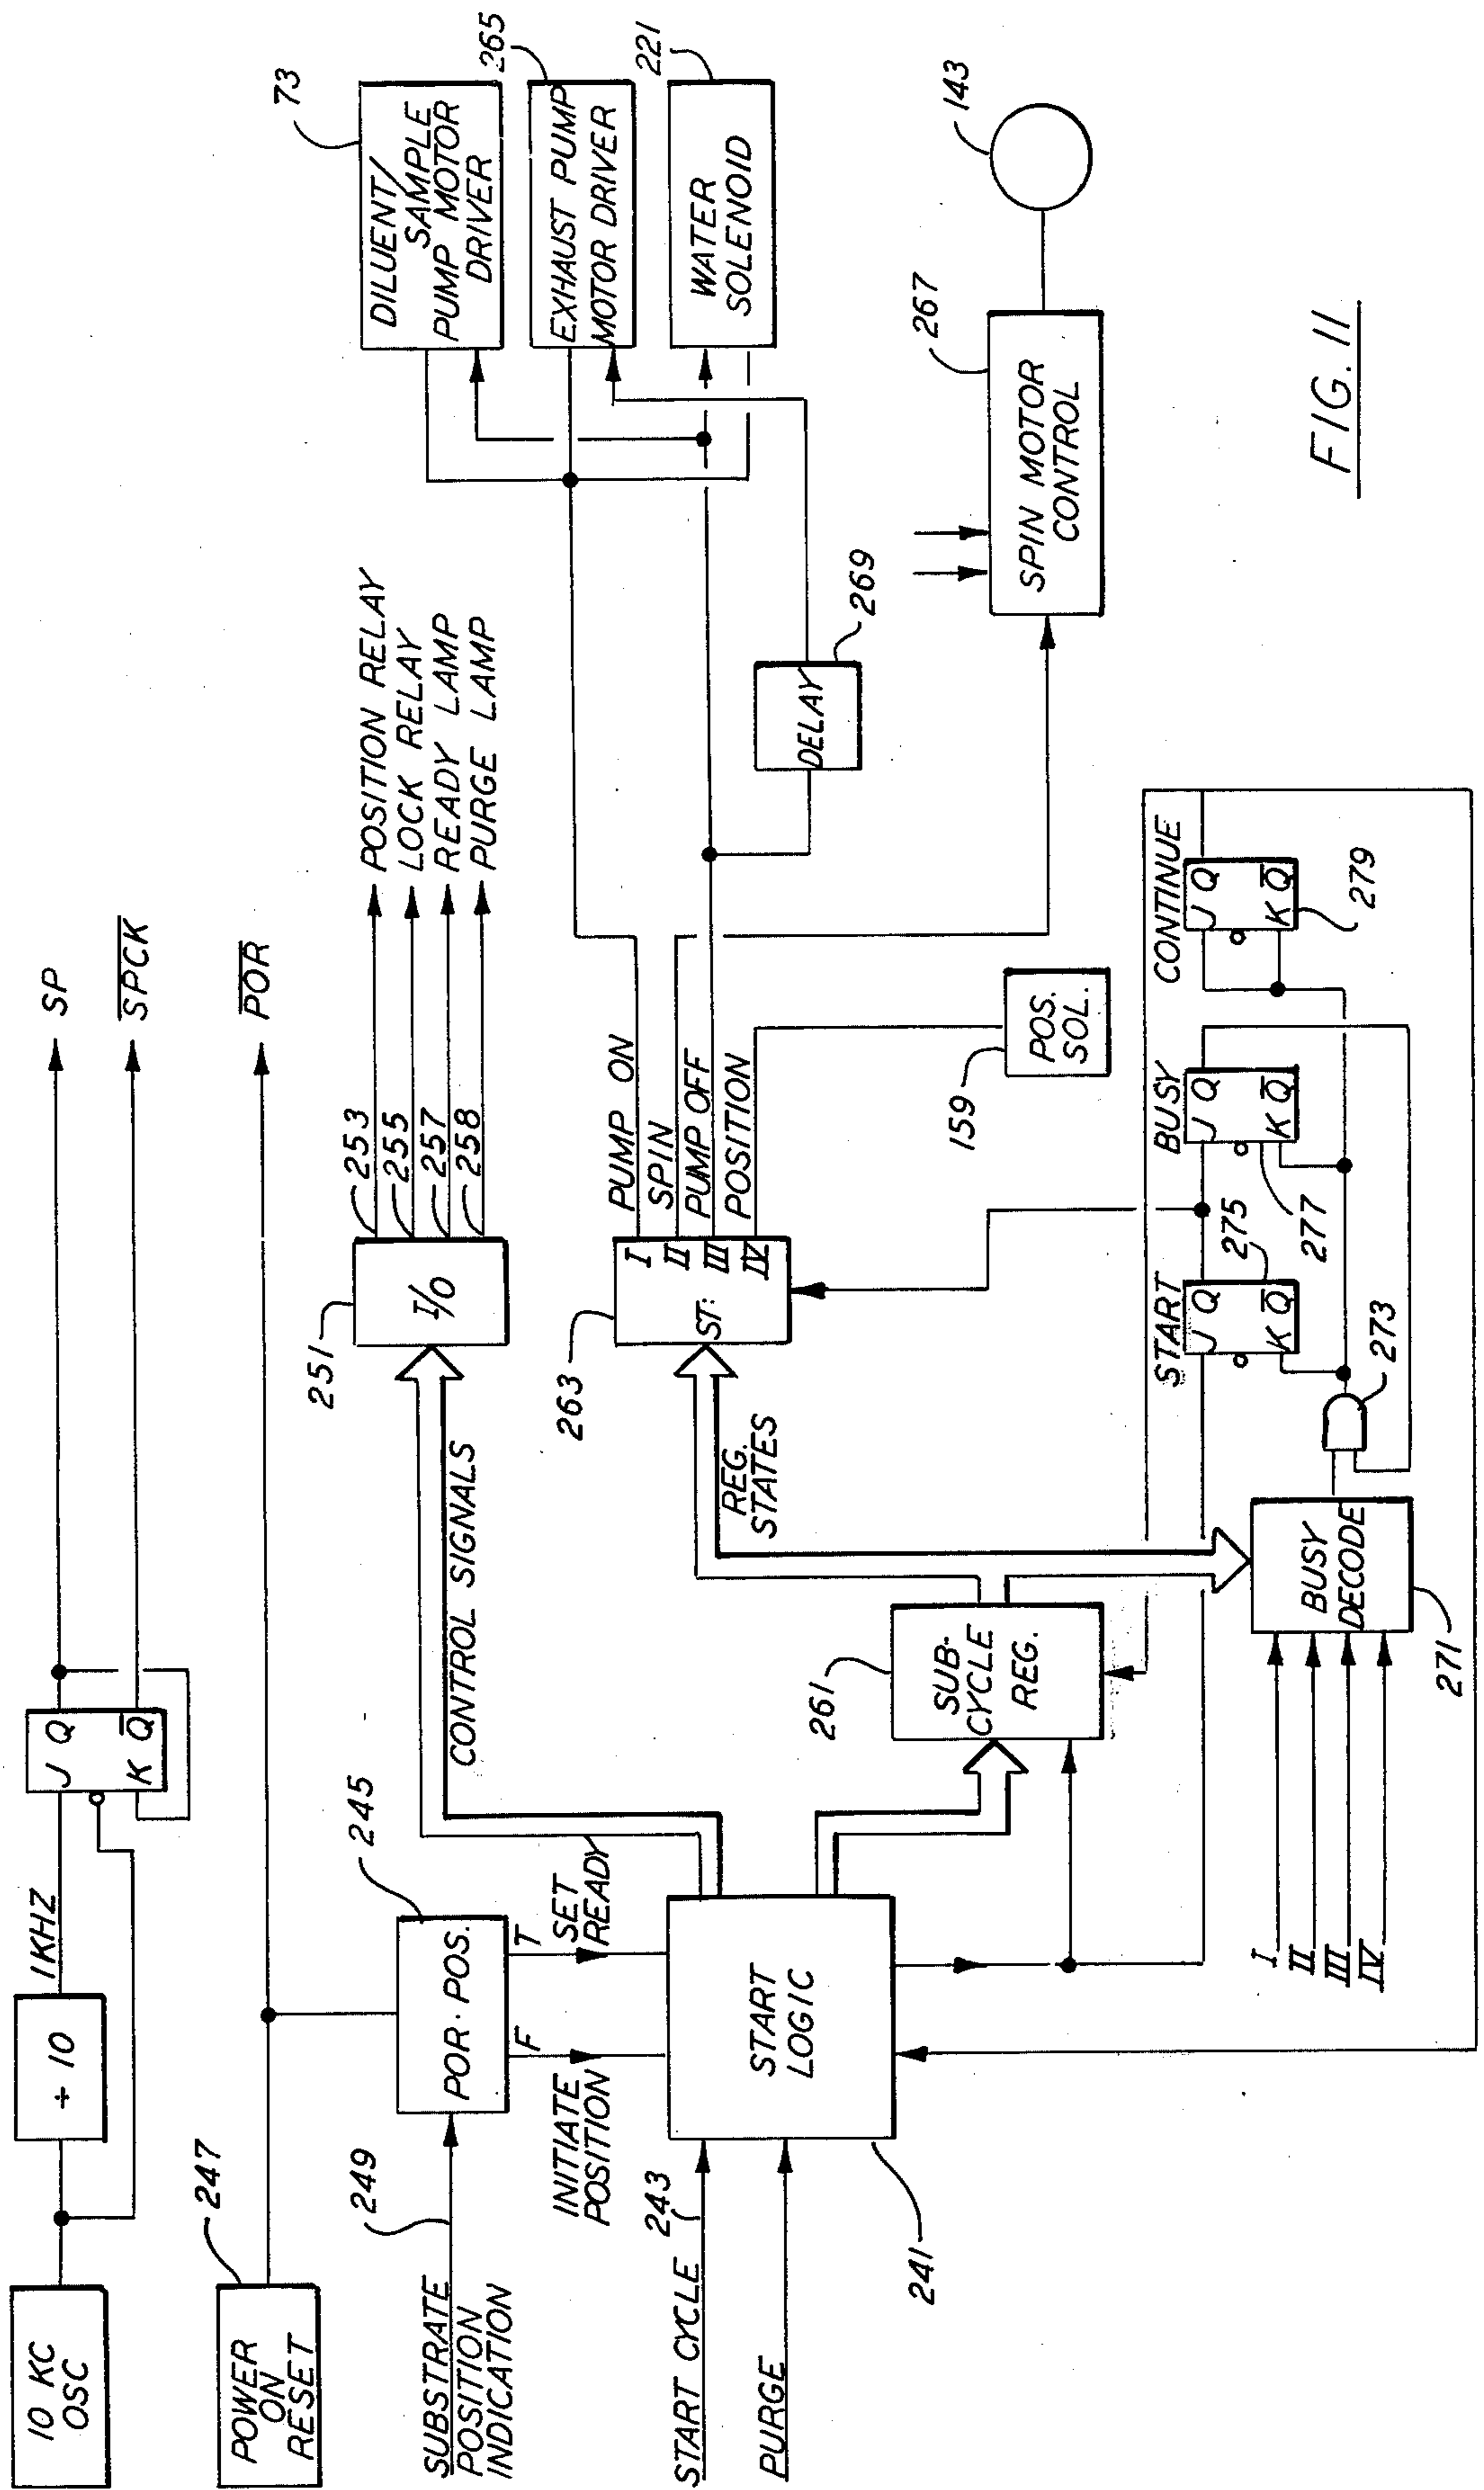 10 KC
OSC
÷ 10
1KHZ
J Q
K Q̅
SP
S̅P̅C̅K̅
247
POWER
ON
RESET
P̅O̅R̅
249
SUBSTRATE
POSITION
INDICATION
245
POR·POS.
F
T
INITIATE
POSITION
SET
READY
START CYCLE
243
PURGE
START
LOGIC
241
CONTROL SIGNALS
251
I/O
253
255
257
258
POSITION RELAY
LOCK RELAY
READY LAMP
PURGE LAMP
261
SUB-
CYCLE
REG.
REG.
STATES
263
ST:
I
II
III
IV
PUMP ON
SPIN
PUMP OFF
POSITION
159
POS.
SOL.
DELAY
269
73
DILUENT/
SAMPLE
PUMP MOTOR
DRIVER
265
EXHAUST PUMP
MOTOR DRIVER
221
WATER
SOLENOID
267
SPIN MOTOR
CONTROL
143
I
II
III
IV
BUSY
DECODE
271
273
START
J Q
K Q̅
275
BUSY
J Q
K Q̅
277
CONTINUE
J Q
K Q̅
279
FIG. 11